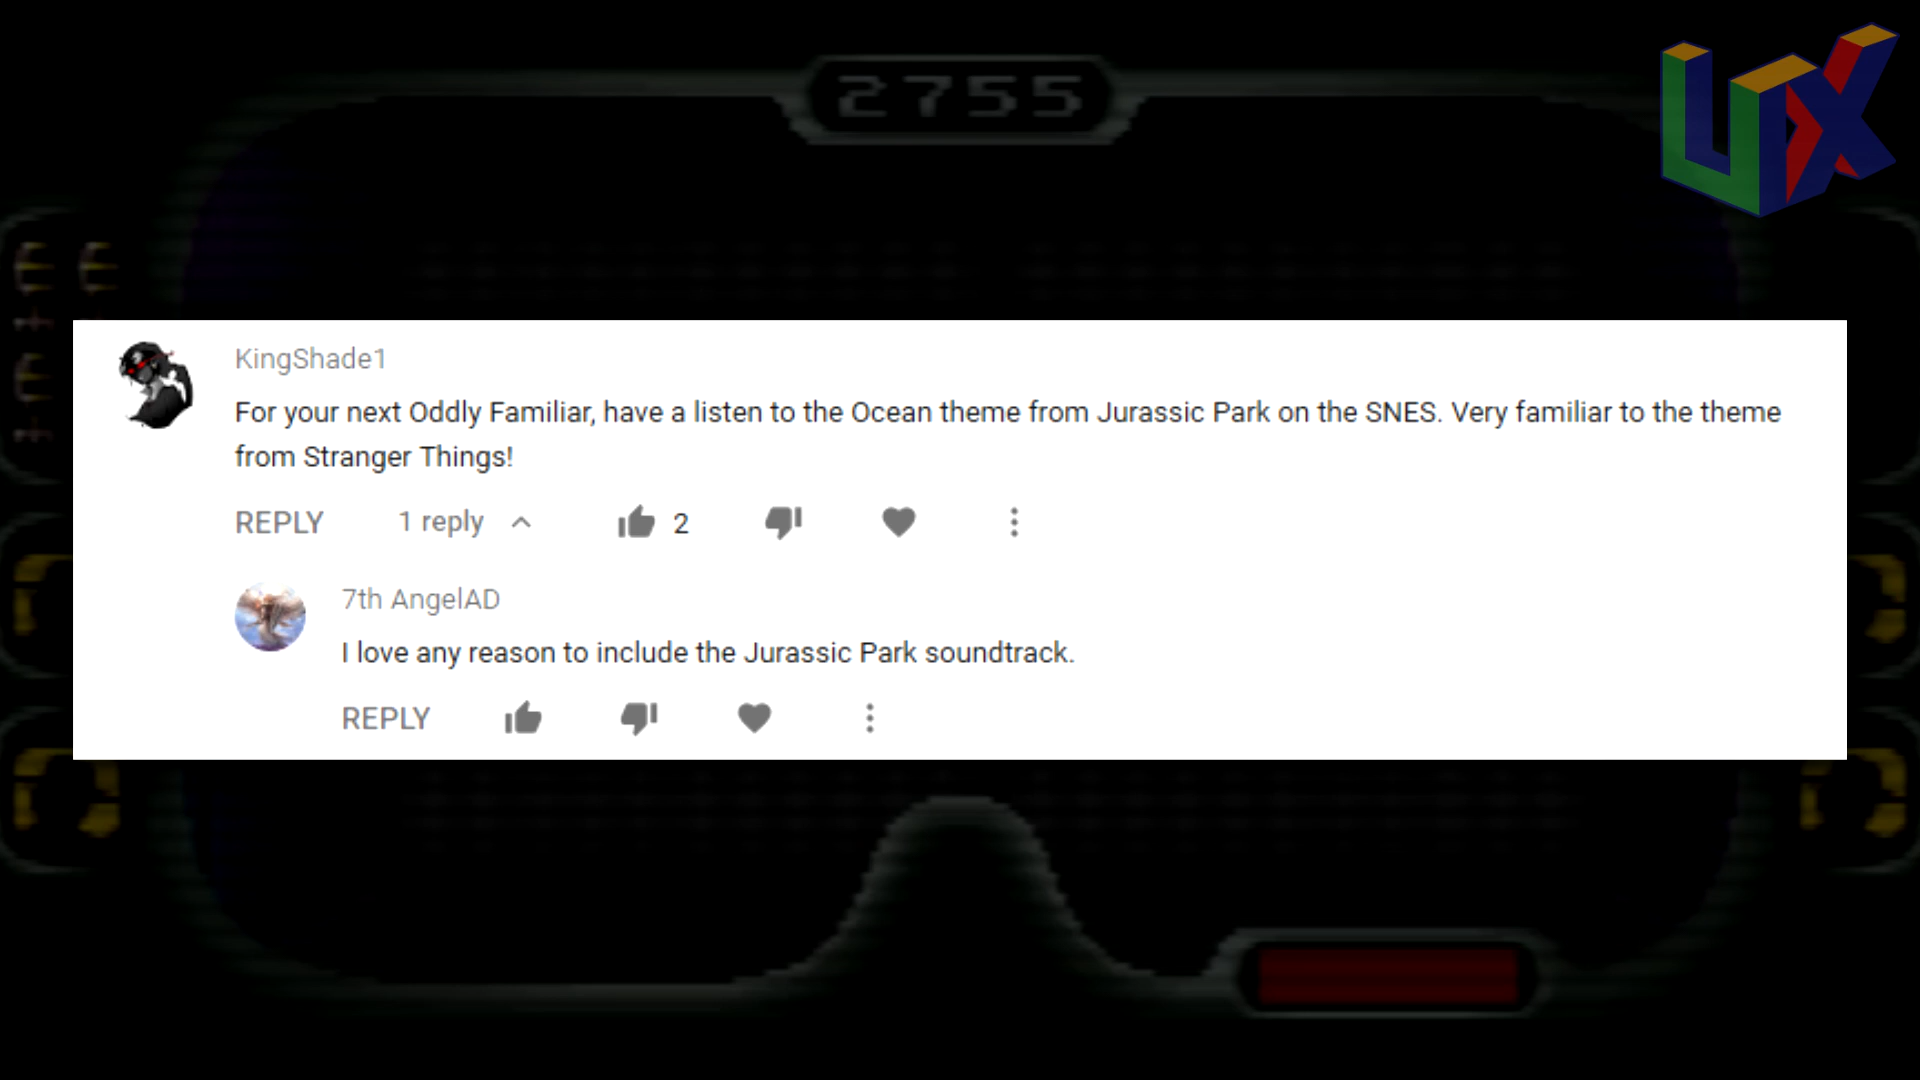 2755
UX
KingShade1
For your next Oddly Familiar, have a listen to the Ocean theme from Jurassic Park on the SNES. Very familiar to the theme
from Stranger Things!
REPLY 1 reply 2
7th AngelAD
I love any reason to include the Jurassic Park soundtrack.
REPLY